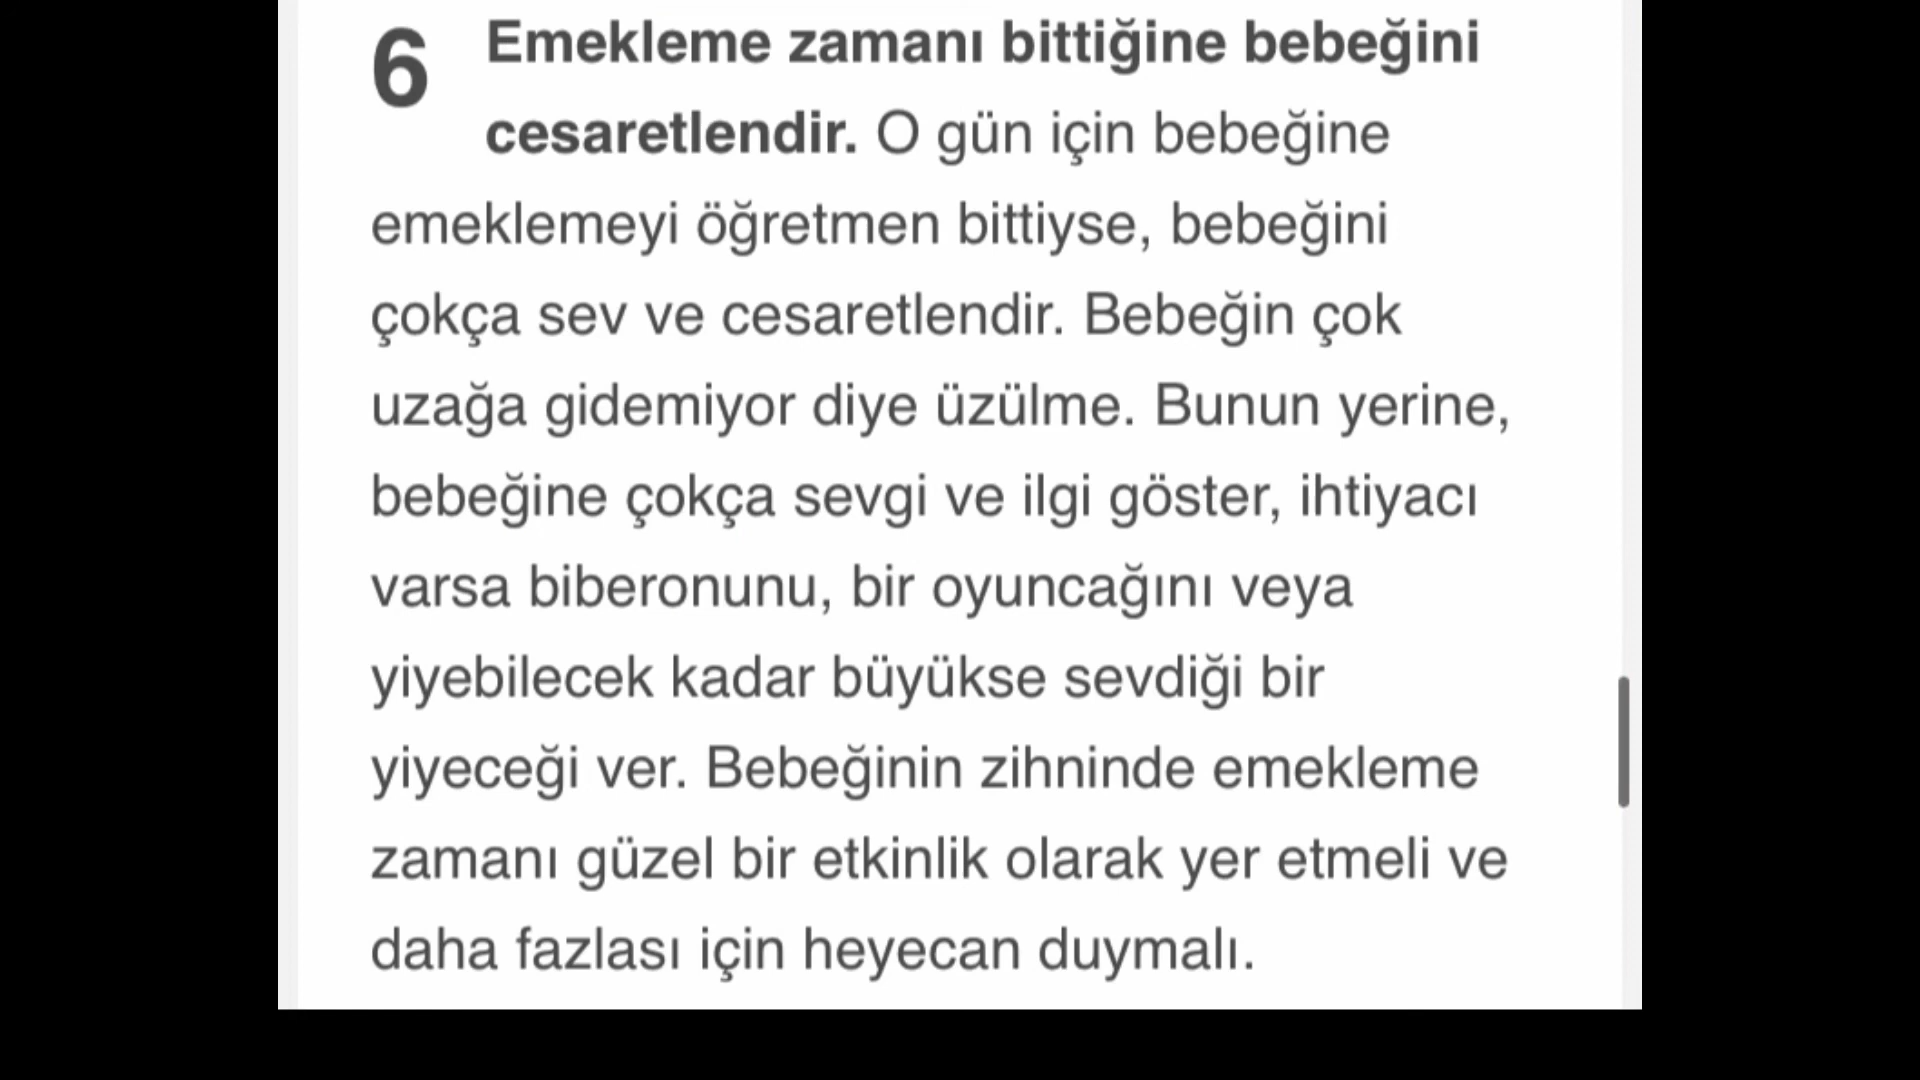 6 Emekleme zamanı bittiğine bebeğini
cesaretlendir. O gün için bebeğine
emeklemeyi öğretmen bittiyse, bebeğini
çokça sev ve cesaretlendir. Bebeğin çok
uzağa gidemiyor diye üzülme. Bunun yerine,
bebeğine çokça sevgi ve ilgi göster, ihtiyacı
varsa biberonunu, bir oyuncağını veya
yiyebilecek kadar büyükse sevdiği bir
yiyeceği ver. Bebeğinin zihninde emekleme
zamanı güzel bir etkinlik olarak yer etmeli ve
daha fazlası için heyecan duymalı.